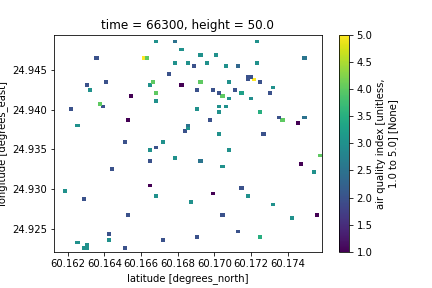 time = 66300, height = 50.0
24.945
24.940
24.935
24.930
24.925
longitude [degrees_east]
60.162 60.164 60.166 60.168 60.170 60.172 60.174
latitude [degrees_north]
5.0
4.5
4.0
3.5
3.0
2.5
2.0
1.5
1.0
air quality index [unitless,
1.0 to 5.0] [None]